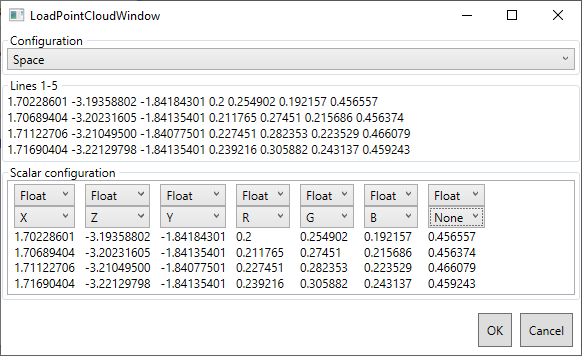 LoadPointCloudWindow
Configuration
Space
Lines 1-5
1.70228601 -3.19358802 -1.84184301 0.2 0.254902 0.192157 0.456557
1.70689404 -3.20231605 -1.84135401 0.211765 0.27451 0.215686 0.456374
1.71122706 -3.21049500 -1.84077501 0.227451 0.282353 0.223529 0.466079
1.71690404 -3.22129798 -1.84135401 0.239216 0.305882 0.243137 0.459243
Scalar configuration
Float Float Float Float Float Float Float
X Z Y R G B None
1.70228601 -3.19358802 -1.84184301 0.2 0.254902 0.192157 0.456557
1.70689404 -3.20231605 -1.84135401 0.211765 0.27451 0.215686 0.456374
1.71122706 -3.21049500 -1.84077501 0.227451 0.282353 0.223529 0.466079
1.71690404 -3.22129798 -1.84135401 0.239216 0.305882 0.243137 0.459243
OK Cancel